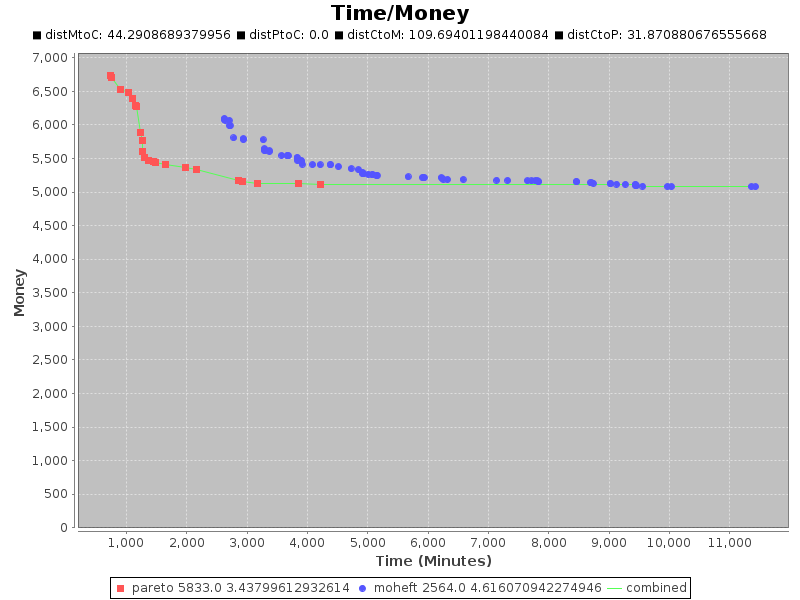 Time/Money
distMtoC: 44.2908689379956 distPtoC: 0.0 distCtoM: 109.69401198440084 distCtoP: 31.870880676555668
7,000
6,500
6,000
5,500
5,000
4,500
4,000
3,500
3,000
2,500
2,000
1,500
1,000
500
0
Money
1,000 2,000 3,000 4,000 5,000 6,000 7,000 8,000 9,000 10,000 11,000
Time (Minutes)
pareto 5833.0 3.43799612932614 moheft 2564.0 4.616070942274946 combined